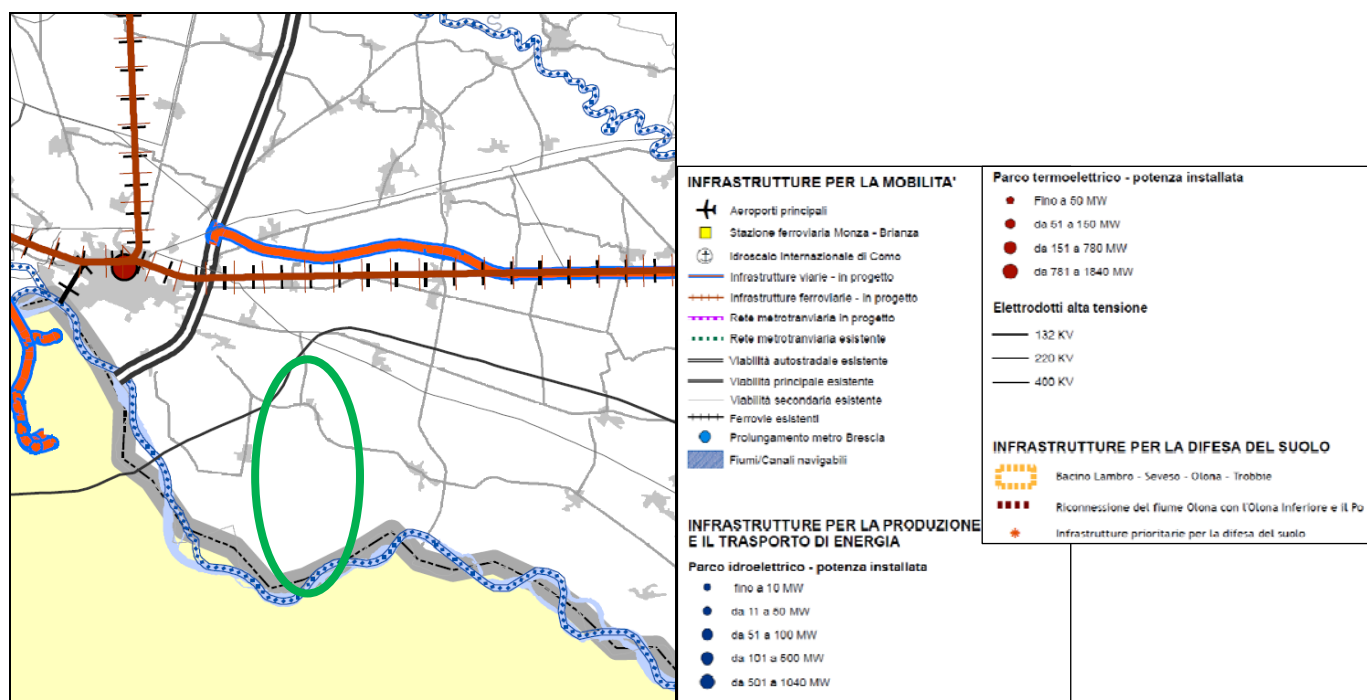 INFRASTRUTTURE PER LA MOBILITA'
Aeroporti principali
Stazione ferroviaria Monza - Brianza
Idroscalo Internazionale di Como
Infrastrutture viarie - in progetto
Infrastrutture ferroviarie - in progetto
Rete metrotranviaria in progetto
Rete metrotranviaria esistente
Viabilità autostradale esistente
Viabilità principale esistente
Viabilità secondaria esistente
Ferrovie esistenti
Prolungamento metro Brescia
Fiumi/Canali navigabili
INFRASTRUTTURE PER LA PRODUZIONE
E IL TRASPORTO DI ENERGIA
Parco idroelettrico - potenza installata
fino a 10 MW
da 11 a 50 MW
da 51 a 100 MW
da 101 a 500 MW
da 501 a 1040 MW
Parco termoelettrico - potenza installata
Fino a 50 MW
da 51 a 150 MW
da 151 a 780 MW
da 781 a 1840 MW
Elettrodotti alta tensione
132 KV
220 KV
400 KV
INFRASTRUTTURE PER LA DIFESA DEL SUOLO
Bacino Lambro - Seveso - Olona - Trobbie
Riconnessione del fiume Olona con l'Olona Inferiore e il Po
Infrastrutture prioritarie per la difesa del suolo